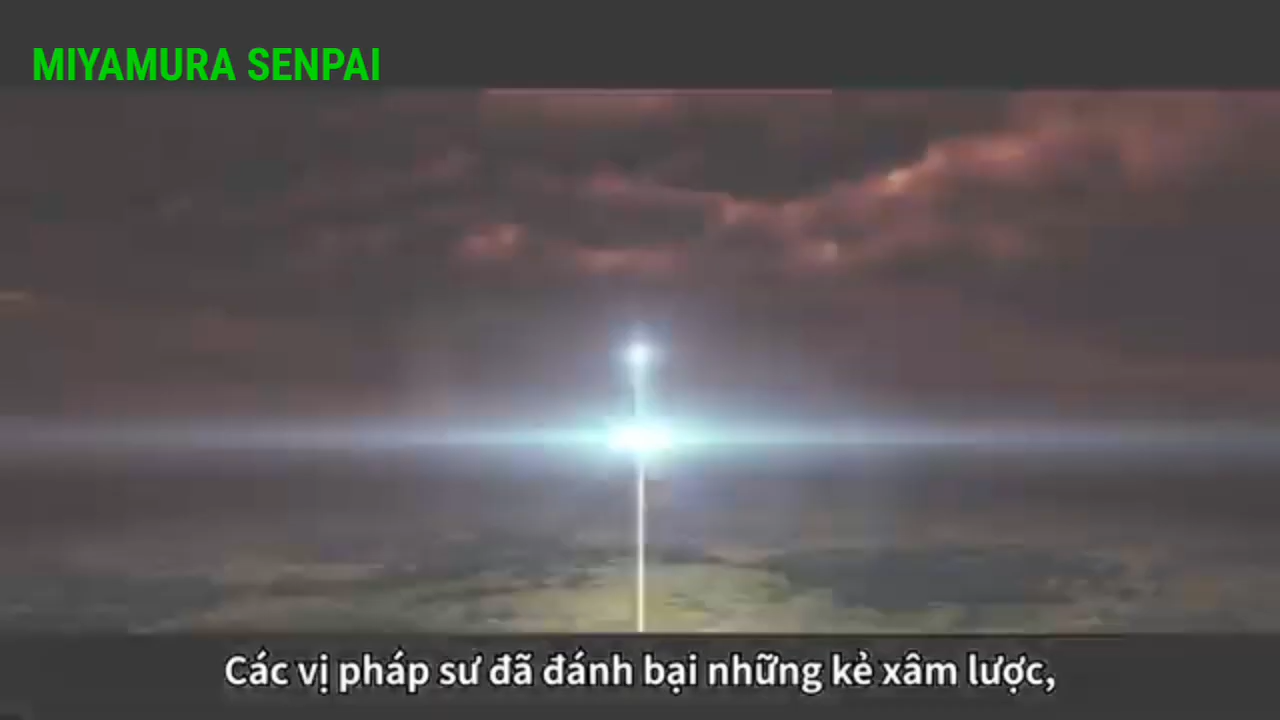 MIYAMURA SENPAI
Các vị pháp sư đã đánh bại những kẻ xâm lược,